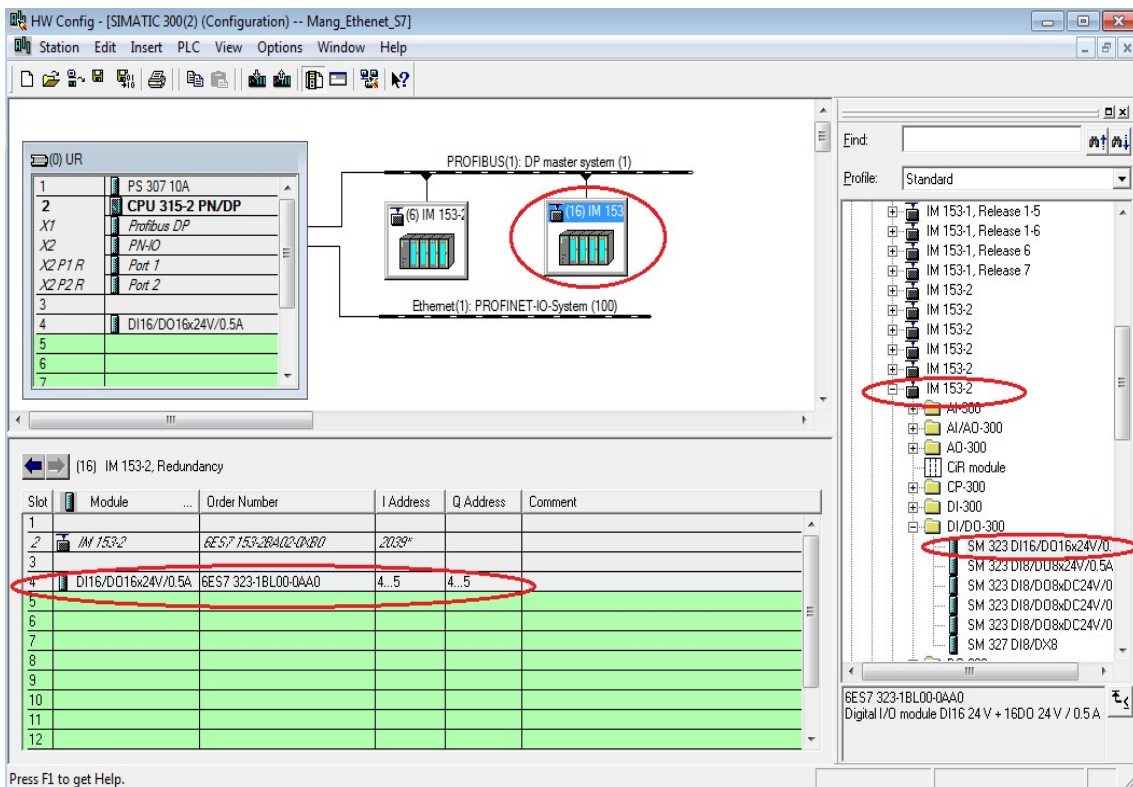 HW Config - [SIMATIC 300(2) (Configuration) -- Mang_Ethenet_S7]
Station Edit Insert PLC View Options Window Help
(0) UR
1 PS 307 10A
2 CPU 315-2 PN/DP
X1 Profibus DP
X2 PN-IO
X2 P1 R Port 1
X2 P2 R Port 2
3
4 DI16/DO16x24V/0.5A
5
6
7
PROFIBUS(1): DP master system (1)
(6) IM 153-2
(16) IM 153
Ethernet(1): PROFINET-IO-System (100)
(16) IM 153-2, Redundancy
Slot Module ... Order Number I Address Q Address Comment
1
2 IM 153-2 6ES7 153-2BA02-0XB0 2039*
3
4 DI16/DO16x24V/0.5A 6ES7 323-1BL00-0AA0 4...5 4...5
5
6
7
8
9
10
11
12
Find:
Profile: Standard
IM 153-1, Release 1-5
IM 153-1, Release 1-6
IM 153-1, Release 6
IM 153-1, Release 7
IM 153-2
IM 153-2
IM 153-2
IM 153-2
IM 153-2
IM 153-2
AI-300
AI/AO-300
AO-300
CiR module
CP-300
DI-300
DI/DO-300
SM 323 DI16/DO16x24V/0.
SM 323 DI8/DO8x24V/0.5A
SM 323 DI8/DO8xDC24V/0
SM 323 DI8/DO8xDC24V/0
SM 323 DI8/DO8xDC24V/0
SM 327 DI8/DX8
6ES7 323-1BL00-0AA0
Digital I/O module DI16 24 V + 16DO 24 V / 0.5 A
Press F1 to get Help.